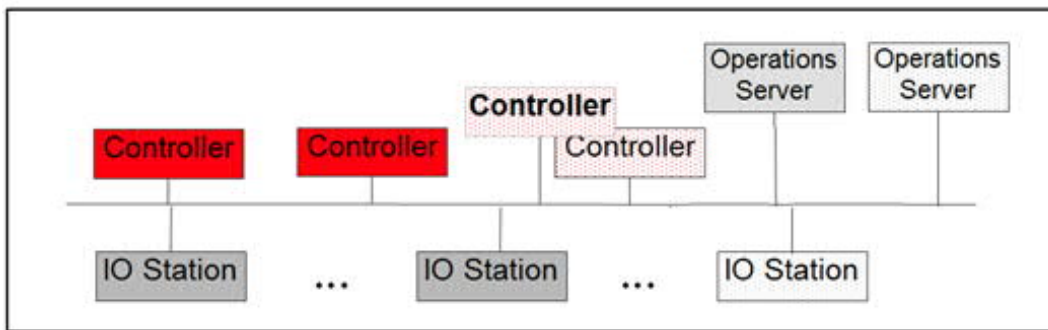 Operations
Server
Operations
Server
Controller
Controller
Controller
Controller
IO Station
...
IO Station
...
IO Station